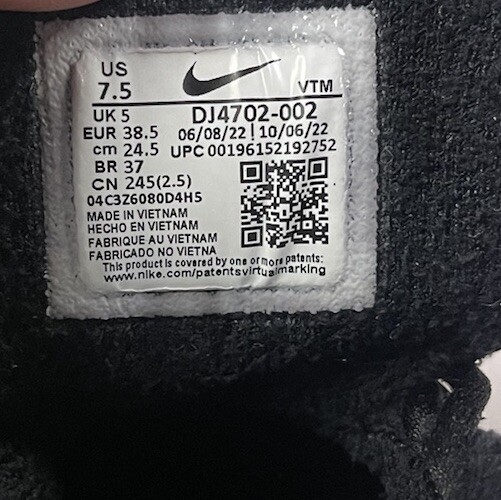 US
7.5
VTM
UK 5
DJ4702-002
EUR 38.5
06/08/22 | 10/06/22
cm 24.5
UPC 00196152192752
BR 37
CN 245(2.5)
04C3Z6080D4H5
MADE IN VIETNAM
HECHO EN VIETNAM
FABRIQUE AU VIETNAM
FABRICADO NO VIETNA
This product is covered by one or more patents:
www.nike.com/patentsvirtualmarking